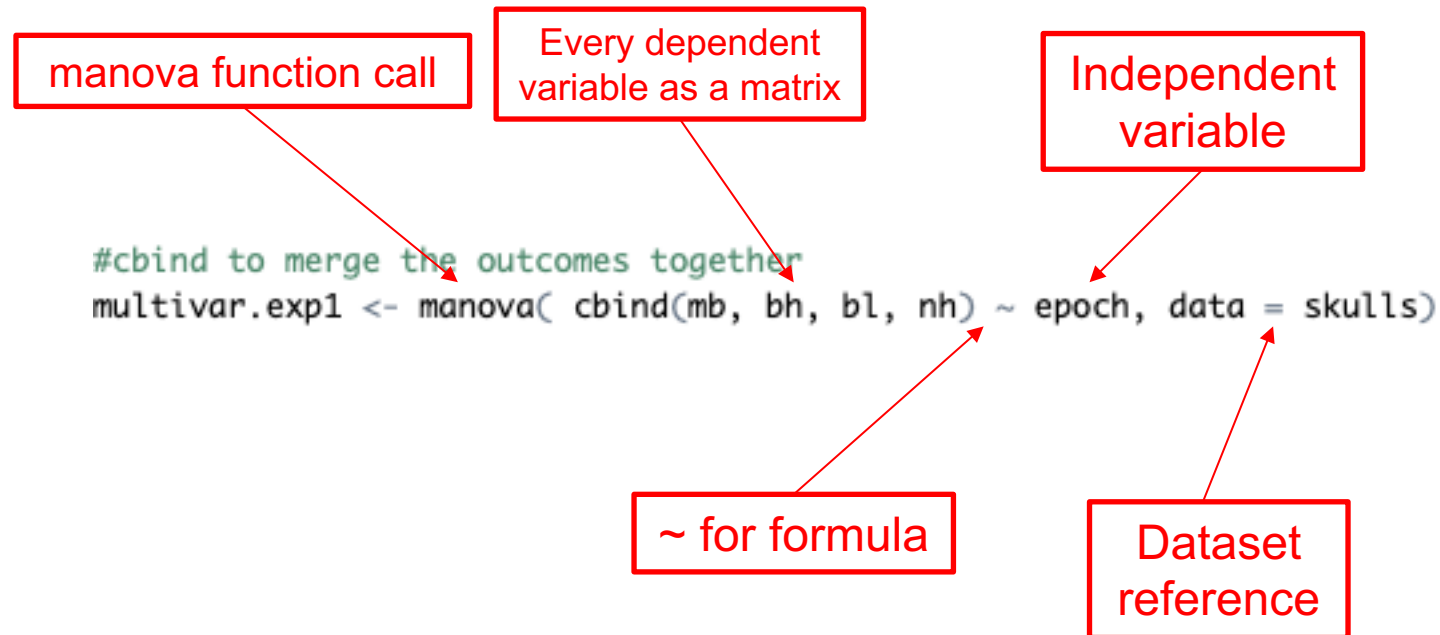 manova function call
Every dependent
variable as a matrix
Independent
variable
#cbind to merge the outcomes together
multivar.exp1 <- manova( cbind(mb, bh, bl, nh) ~ epoch, data = skulls)
~ for formula
Dataset
reference